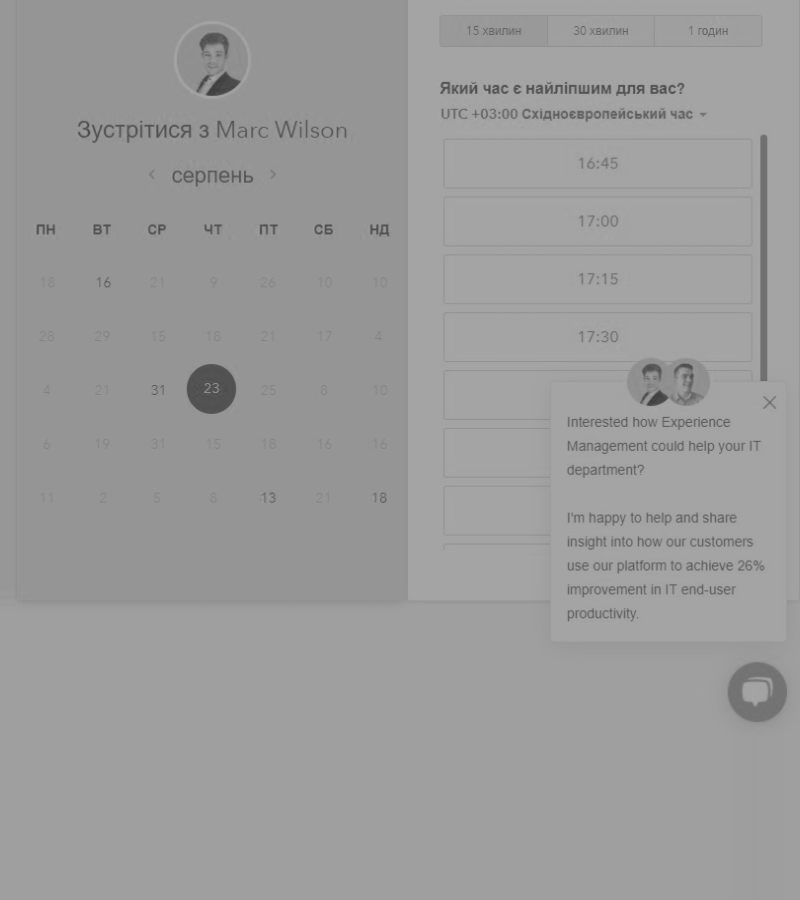 Зустрітися з Marc Wilson
серпень
ПН ВТ СР ЧТ ПТ СБ НД
18 16 21 9 26 10 10
28 29 15 18 21 17 4
4 21 31 23 25 8 10
6 19 31 15 18 16 16
11 2 5 8 13 21 18
15 хвилин 30 хвилин 1 годин
Який час є найліпшим для вас?
UTC +03:00 Східноєвропейський час
16:45
17:00
17:15
17:30
Interested how Experience
Management could help your IT
department?
I'm happy to help and share
insight into how our customers
use our platform to achieve 26%
improvement in IT end-user
productivity.